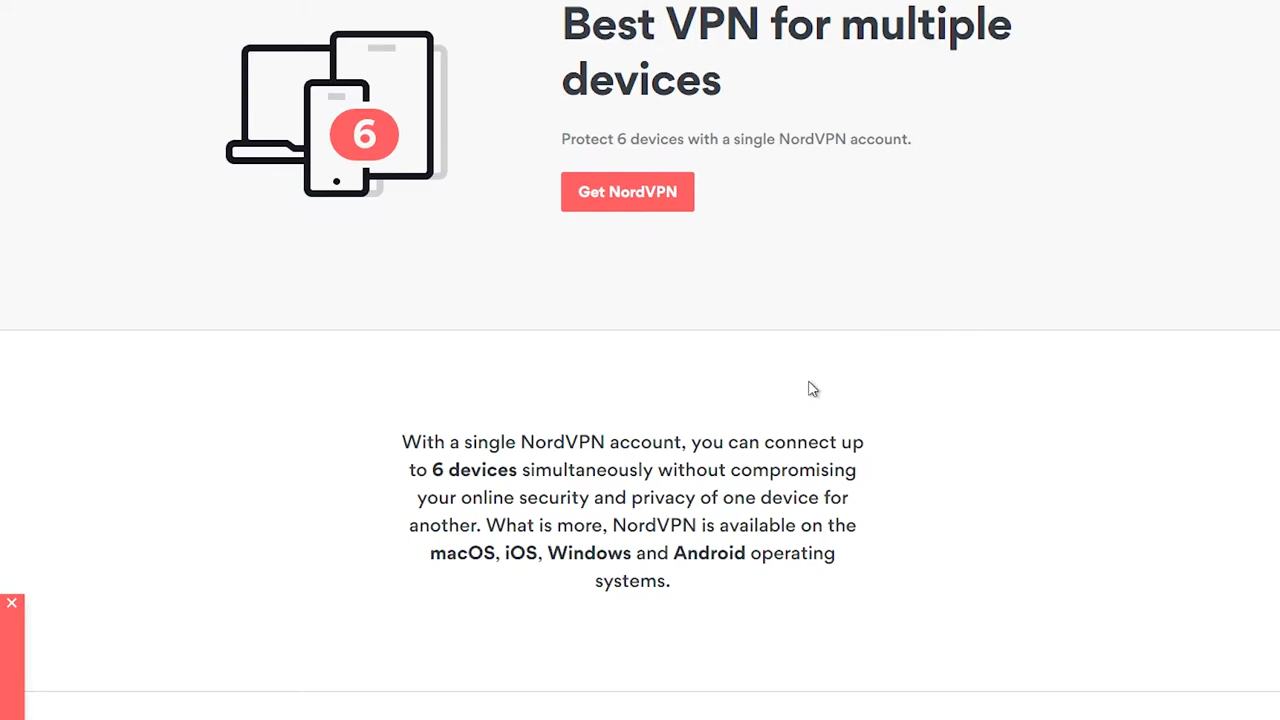 Best VPN for multiple
devices
6
Protect 6 devices with a single NordVPN account.
Get NordVPN
With a single NordVPN account, you can connect up
to 6 devices simultaneously without compromising
your online security and privacy of one device for
another. What is more, NordVPN is available on the
macOS, iOS, Windows and Android operating
systems.